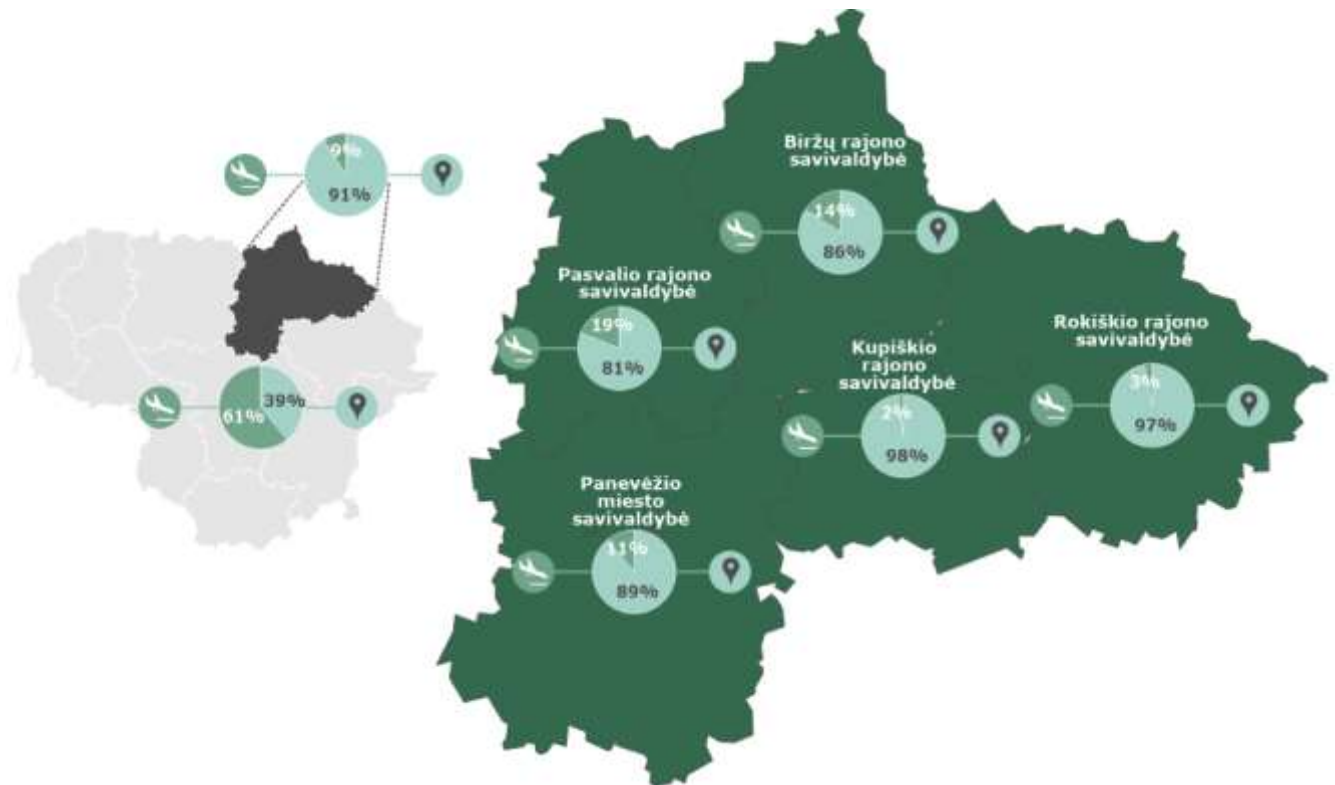 9%
91%
61%
39%
Biržų rajono
savivaldybė
14%
86%
Pasvalio rajono
savivaldybė
19%
81%
Kupiškio
rajono
savivaldybė
2%
98%
Rokiškio rajono
savivaldybė
3%
97%
Panevėžio
miesto
savivaldybė
11%
89%